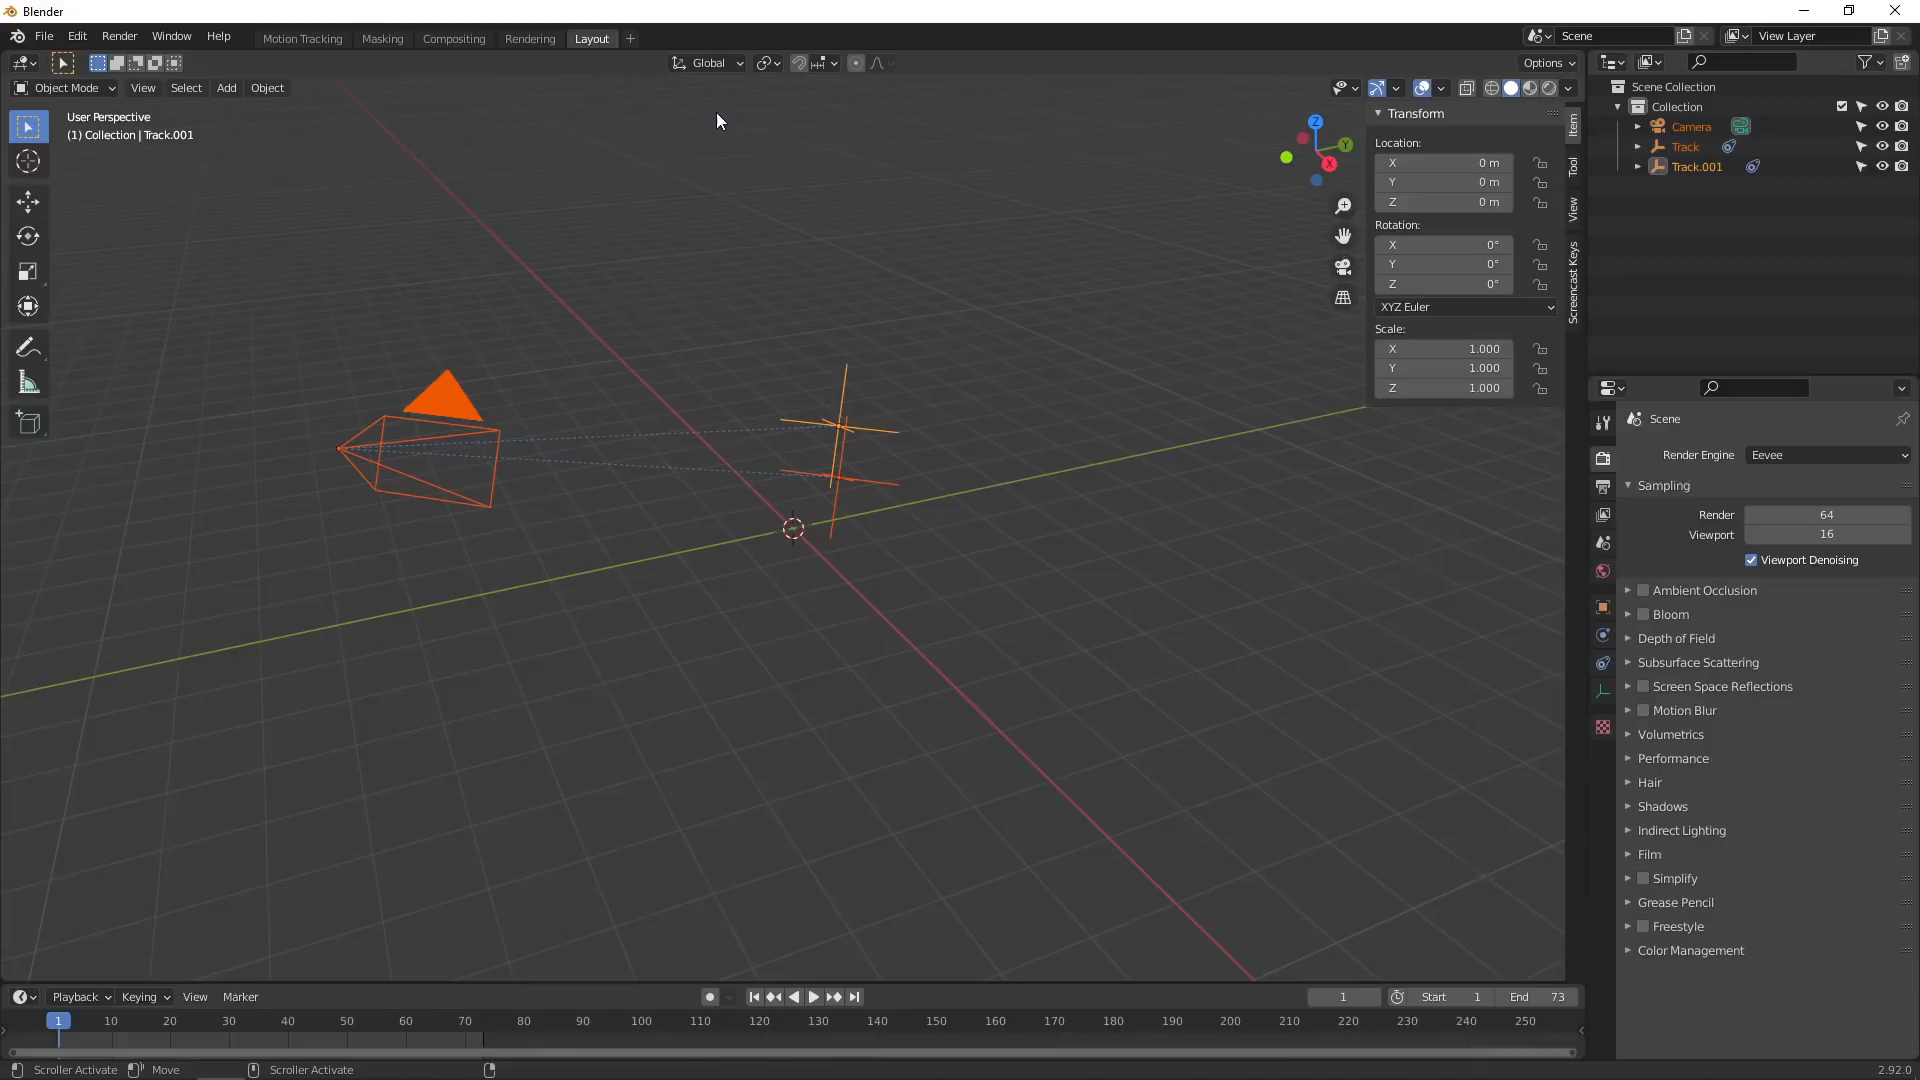 Blender
File Edit Render Window Help
Motion Tracking Masking Compositing Rendering Layout +
Scene
View Layer
Global
Options
Object Mode View Select Add Object
User Perspective
(1) Collection | Track.001
Z
Y
X
Transform
Location:
X 0 m
Y 0 m
Z 0 m
Rotation:
X 0°
Y 0°
Z 0°
XYZ Euler
Scale:
X 1.000
Y 1.000
Z 1.000
Item
Tool
View
Screencast Keys
Scene Collection
Collection
Camera
Track
Track.001
Scene
Render Engine Eevee
Sampling
Render 64
Viewport 16
Viewport Denoising
Ambient Occlusion
Bloom
Depth of Field
Subsurface Scattering
Screen Space Reflections
Motion Blur
Volumetrics
Performance
Hair
Shadows
Indirect Lighting
Film
Simplify
Grease Pencil
Freestyle
Color Management
Playback Keying View Marker
1
Start 1
End 73
1 10 20 30 40 50 60 70 80 90 100 110 120 130 140 150 160 170 180 190 200 210 220 230 240 250
Scroller Activate Move Scroller Activate
2.92.0